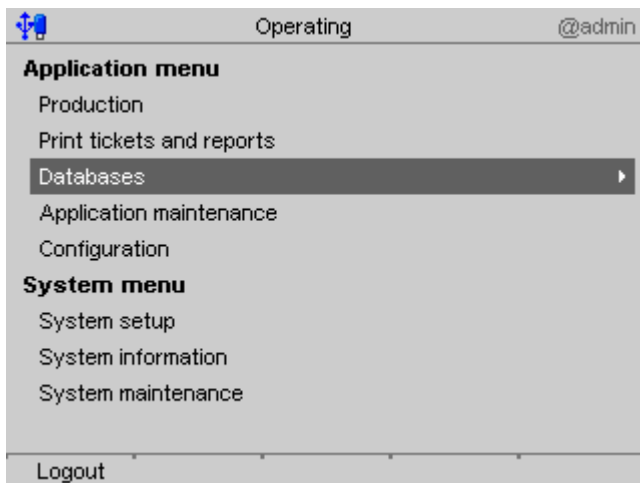 Operating @admin
Application menu
Production
Print tickets and reports
Databases
Application maintenance
Configuration
System menu
System setup
System information
System maintenance
Logout